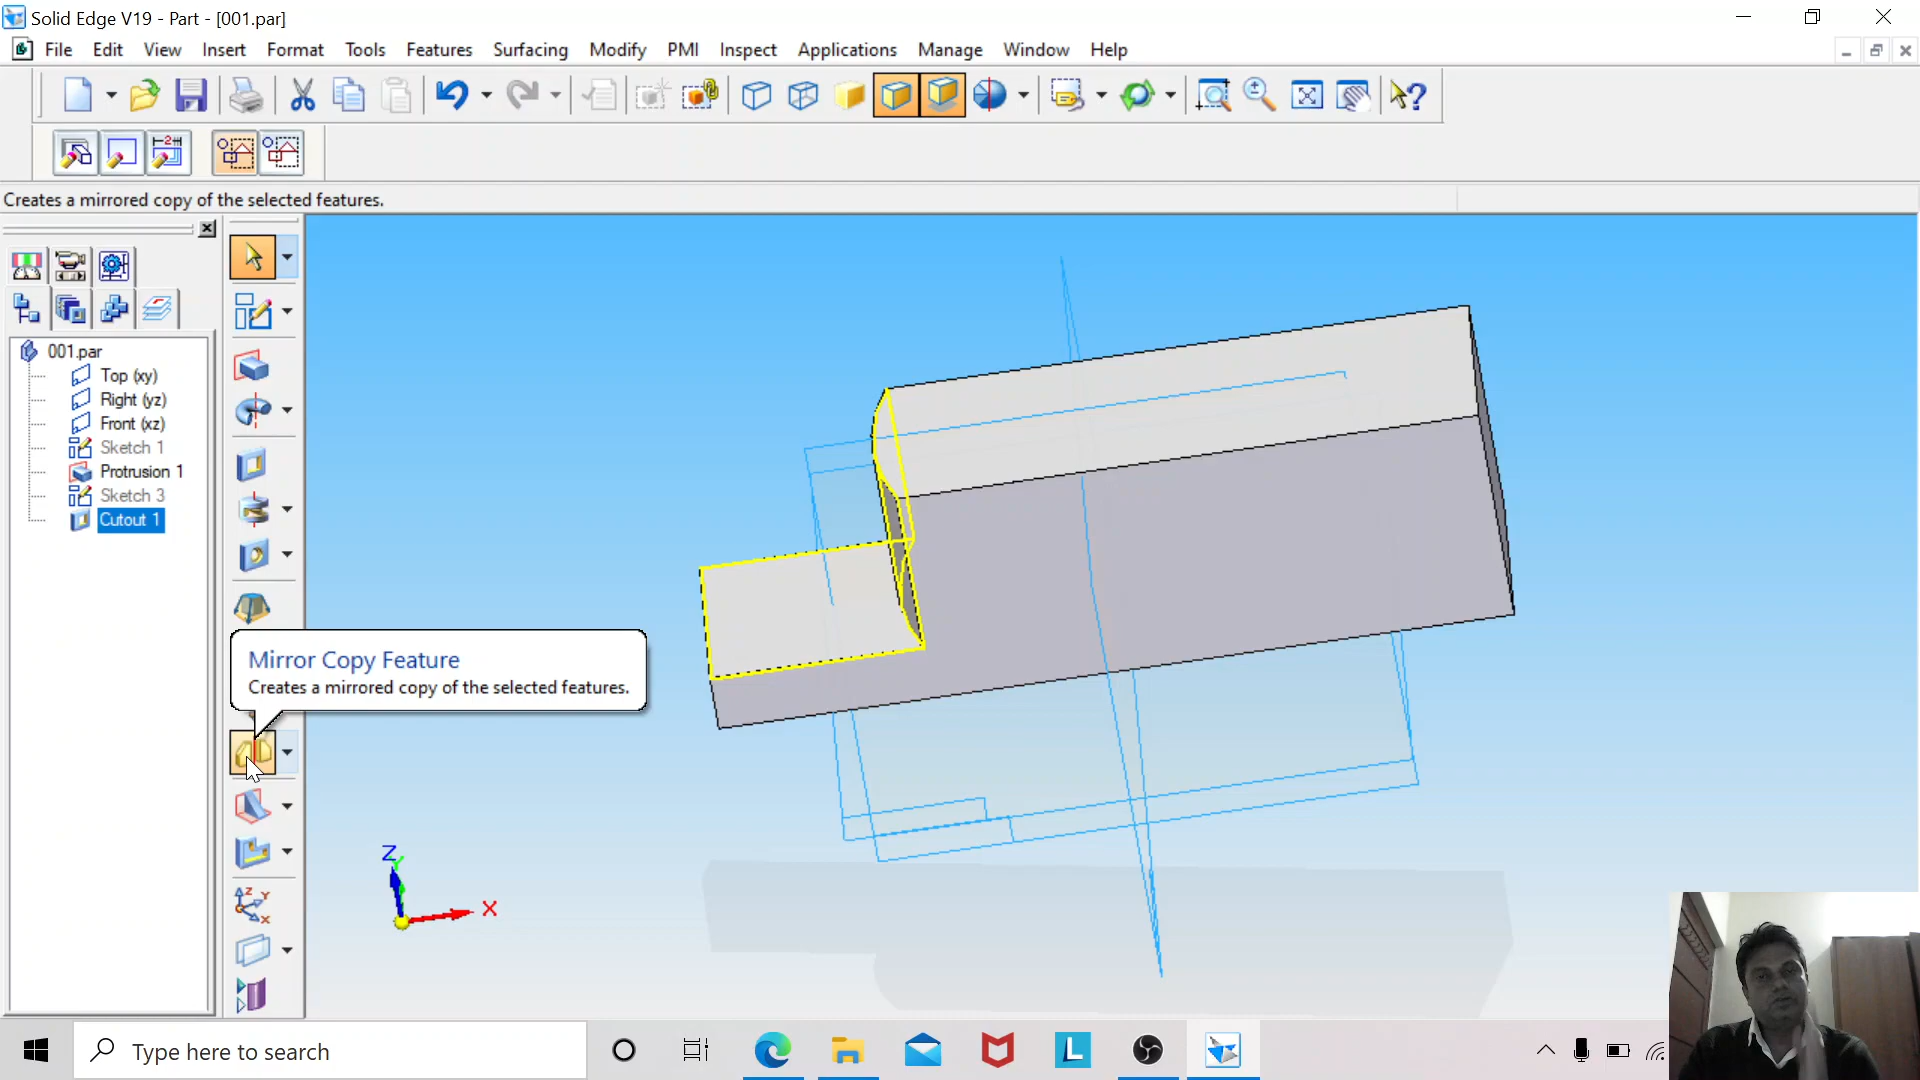 Solid Edge V19 - Part - [001.par]
File Edit View Insert Format Tools Features Surfacing Modify PMI Inspect Applications Manage Window Help
Creates a mirrored copy of the selected features.
001.par
Top (xy)
Right (yz)
Front (xz)
Sketch 1
Protrusion 1
Sketch 3
Cutout 1
Mirror Copy Feature
Creates a mirrored copy of the selected features.
Z
Y
X
Type here to search